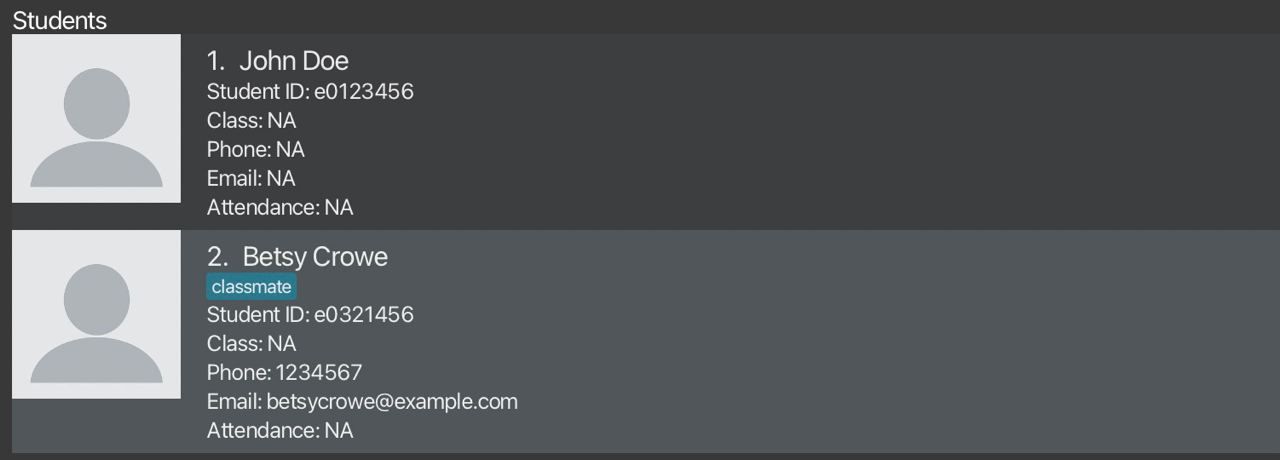 Students
1. John Doe
Student ID: e0123456
Class: NA
Phone: NA
Email: NA
Attendance: NA
2. Betsy Crowe
classmate
Student ID: e0321456
Class: NA
Phone: 1234567
Email: betsycrowe@example.com
Attendance: NA